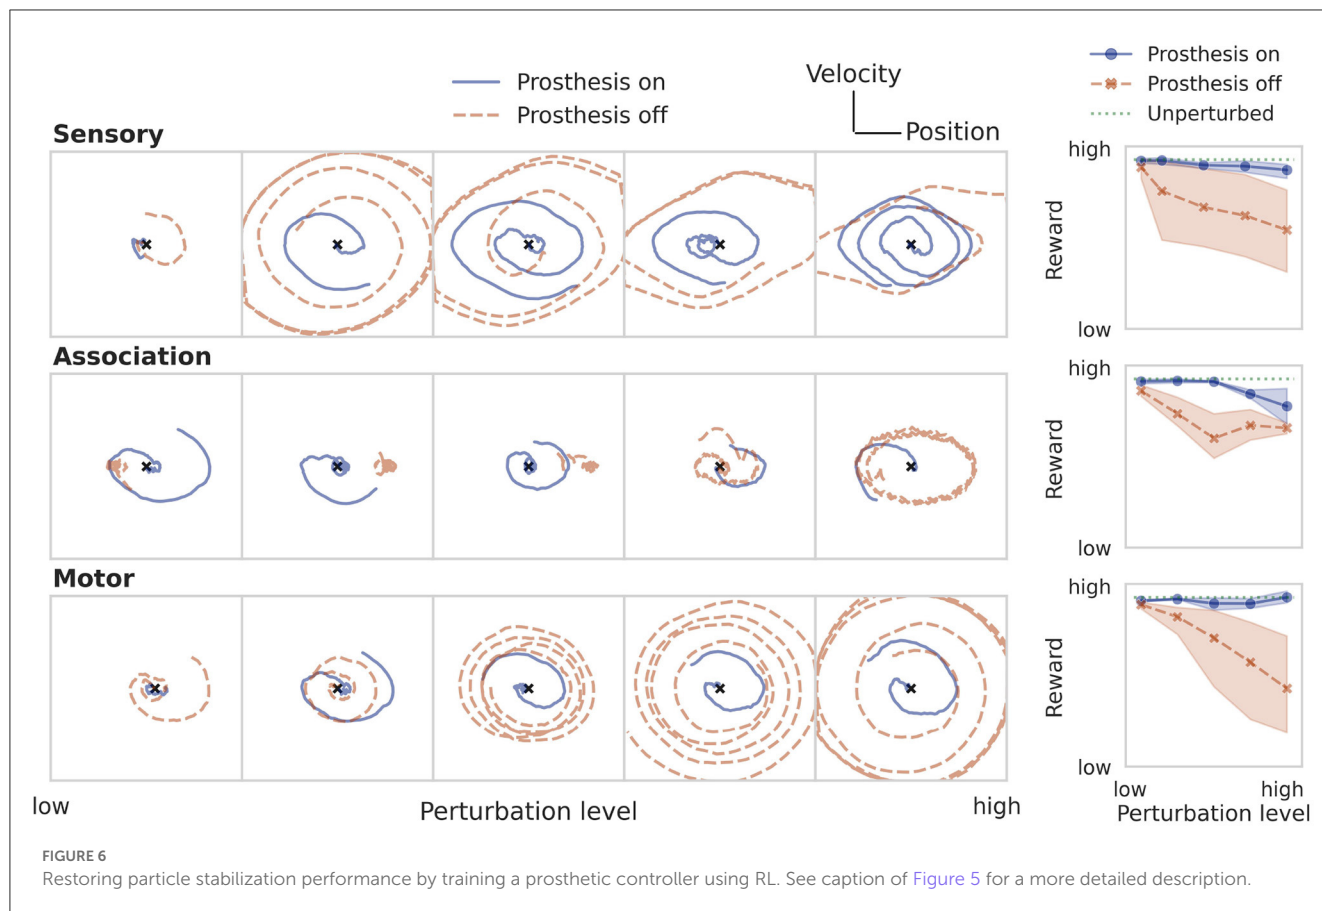 Prosthesis on
Prosthesis off
Velocity
Position
Prosthesis on
Prosthesis off
Unperturbed
Sensory
high
Reward
low
Association
high
Reward
low
Motor
high
Reward
low
low
Perturbation level
high
low
high
Perturbation level
FIGURE 6
Restoring particle stabilization performance by training a prosthetic controller using RL. See caption of Figure 5 for a more detailed description.